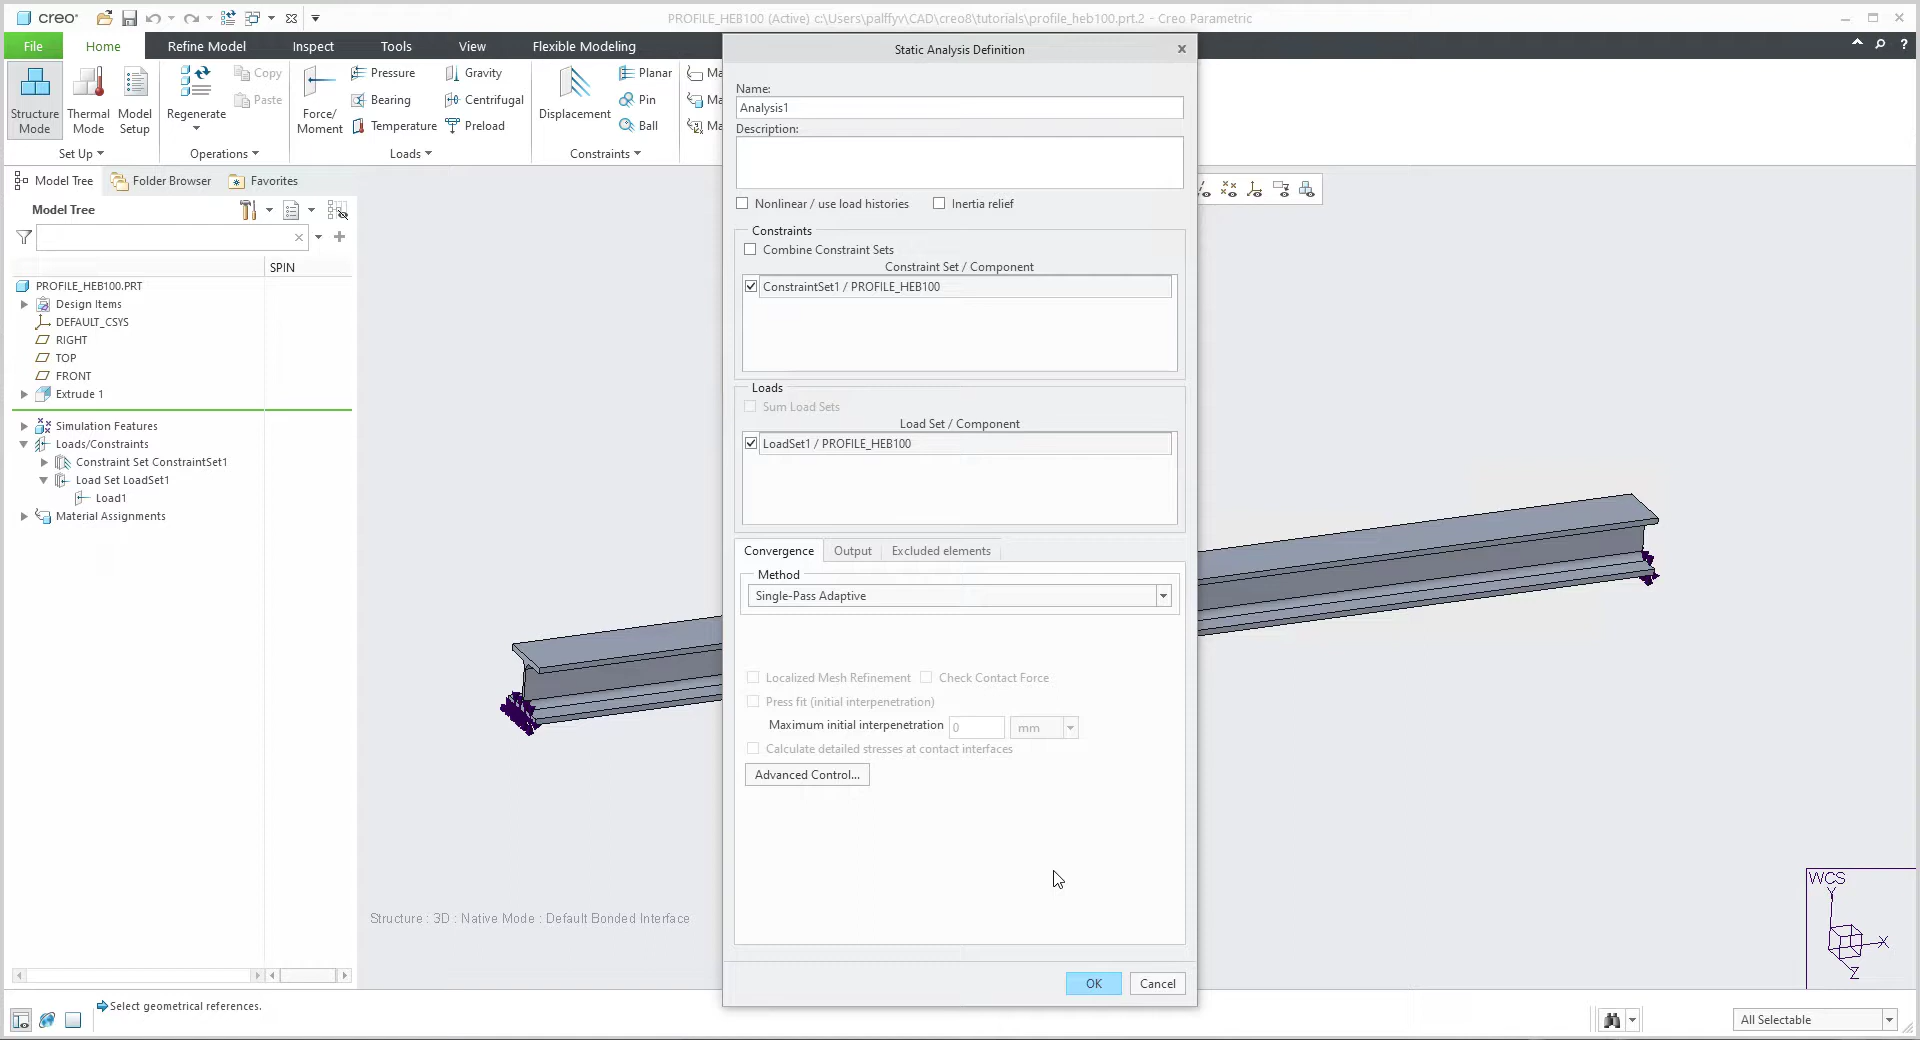 creo
PROFILE_HEB100 (Active) c:\Users\palffyv\CAD\creo8\tutorials\profile_heb100.prt.2 - Creo Parametric
File
Home
Refine Model
Inspect
Tools
View
Flexible Modeling
Structure Mode
Thermal Mode
Model Setup
Set Up
Regenerate
Copy
Paste
Operations
Force/ Moment
Pressure
Bearing
Temperature
Gravity
Centrifugal
Preload
Loads
Displacement
Planar
Pin
Ball
Constraints
Ma
Ma
Ma
Model Tree
Folder Browser
Favorites
Model Tree
SPIN
PROFILE_HEB100.PRT
Design Items
DEFAULT_CSYS
RIGHT
TOP
FRONT
Extrude 1
Simulation Features
Loads/Constraints
Constraint Set ConstraintSet1
Load Set LoadSet1
Load1
Material Assignments
Static Analysis Definition
Name:
Analysis1
Description:
Nonlinear / use load histories
Inertia relief
Constraints
Combine Constraint Sets
Constraint Set / Component
ConstraintSet1 / PROFILE_HEB100
Loads
Sum Load Sets
Load Set / Component
LoadSet1 / PROFILE_HEB100
Convergence
Output
Excluded elements
Method
Single-Pass Adaptive
Localized Mesh Refinement
Check Contact Force
Press fit (initial interpenetration)
Maximum initial interpenetration
0
mm
Calculate detailed stresses at contact interfaces
Advanced Control...
OK
Cancel
Structure : 3D : Native Mode : Default Bonded Interface
WCS
Y
X
Z
Select geometrical references.
All Selectable